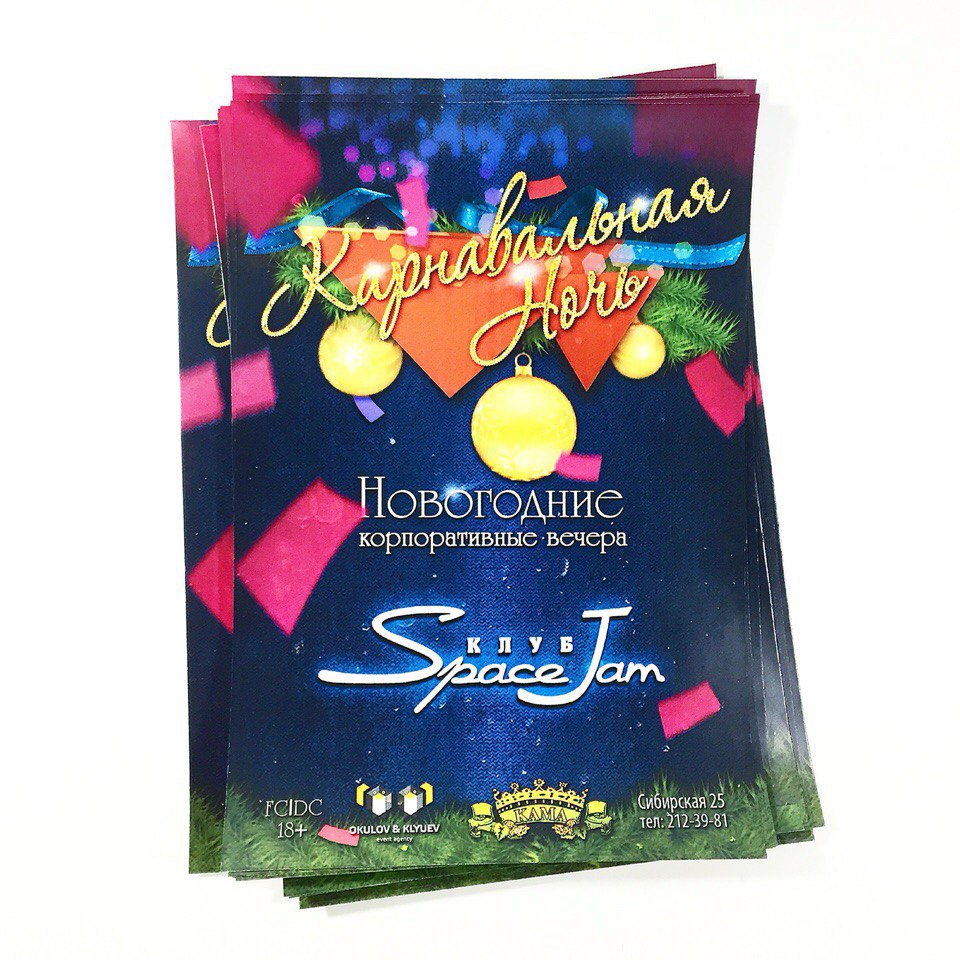 Карнавальная
Ночь
Новогодние
корпоративные вечера
клуб
Space Jam
FCIDC
18+
OKULOV & KLYUEV
event agency
КАМА
Сибирская 25
тел: 212-39-81